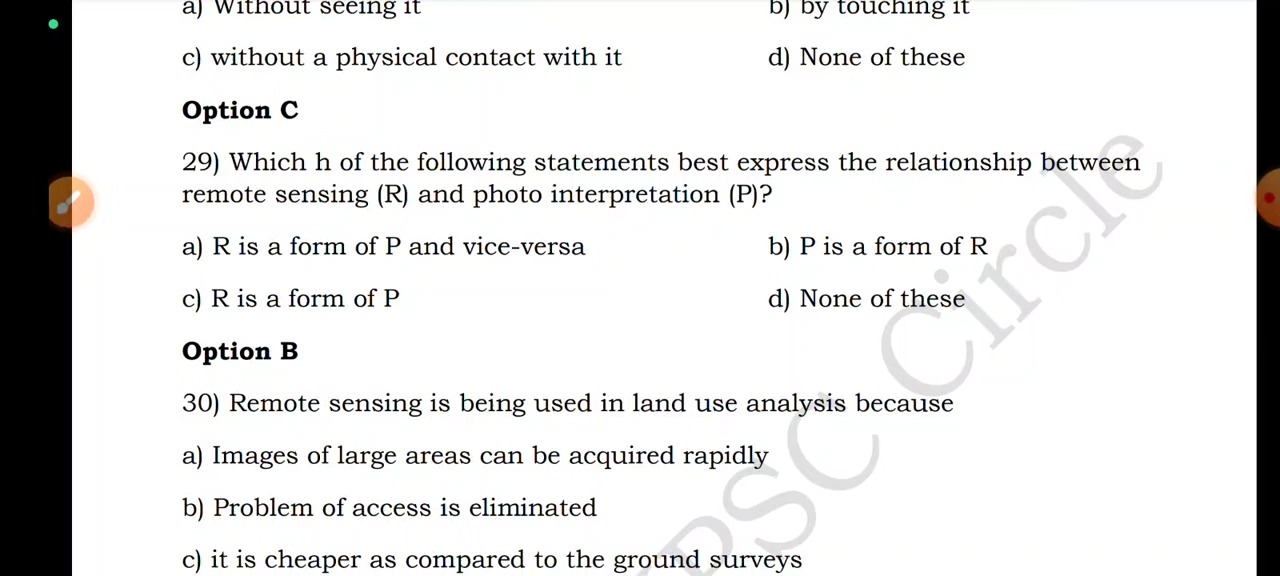 a) Without seeing it b) by touching it
c) without a physical contact with it d) None of these
Option C
29) Which h of the following statements best express the relationship between
remote sensing (R) and photo interpretation (P)?
a) R is a form of P and vice-versa b) P is a form of R
c) R is a form of P d) None of these
Option B
30) Remote sensing is being used in land use analysis because
a) Images of large areas can be acquired rapidly
b) Problem of access is eliminated
c) it is cheaper as compared to the ground surveys
PSC Circle